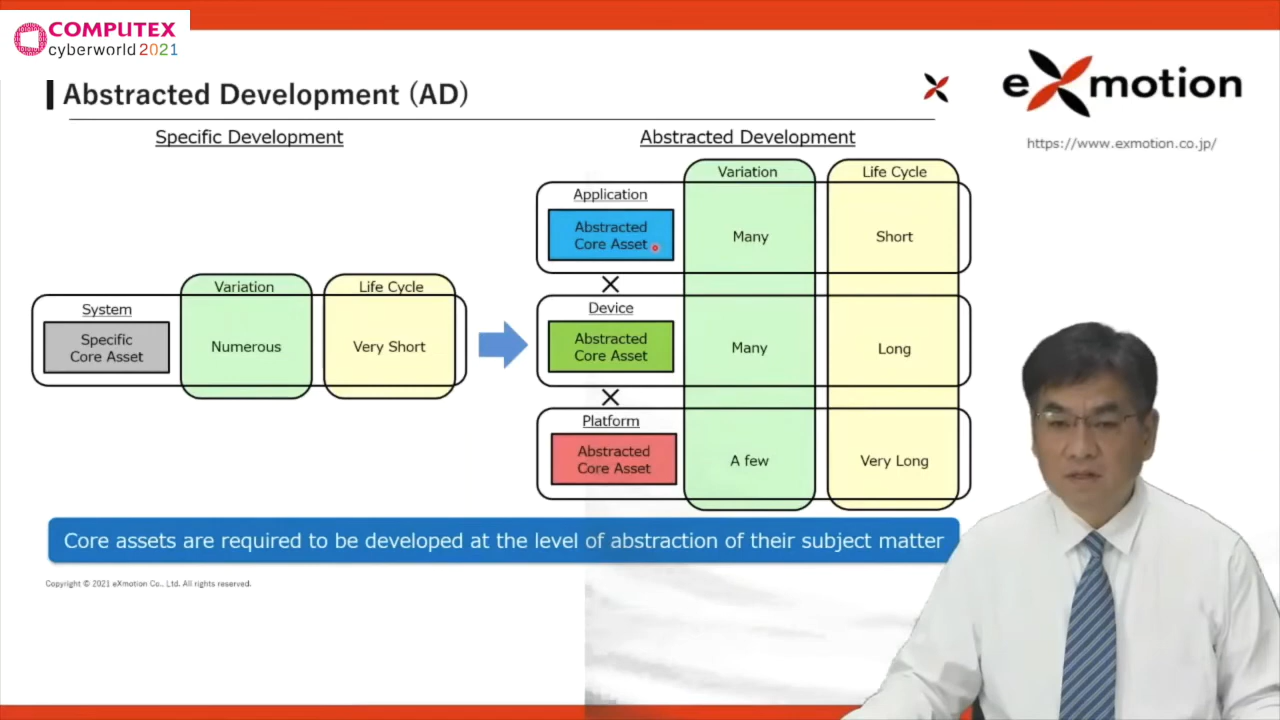 COMPUTEX
cyberworld 2021
Abstracted Development (AD)
eXmotion
https://www.exmotion.co.jp/
Specific Development
Abstracted Development
Variation
Life Cycle
Application
Abstracted
Core Asset
Many
Short
×
Variation
Life Cycle
System
Specific
Core Asset
Numerous
Very Short
Device
Abstracted
Core Asset
Many
Long
×
Platform
Abstracted
Core Asset
A few
Very Long
Core assets are required to be developed at the level of abstraction of their subject matter
Copyright © 2021 eXmotion Co., Ltd. All rights reserved.